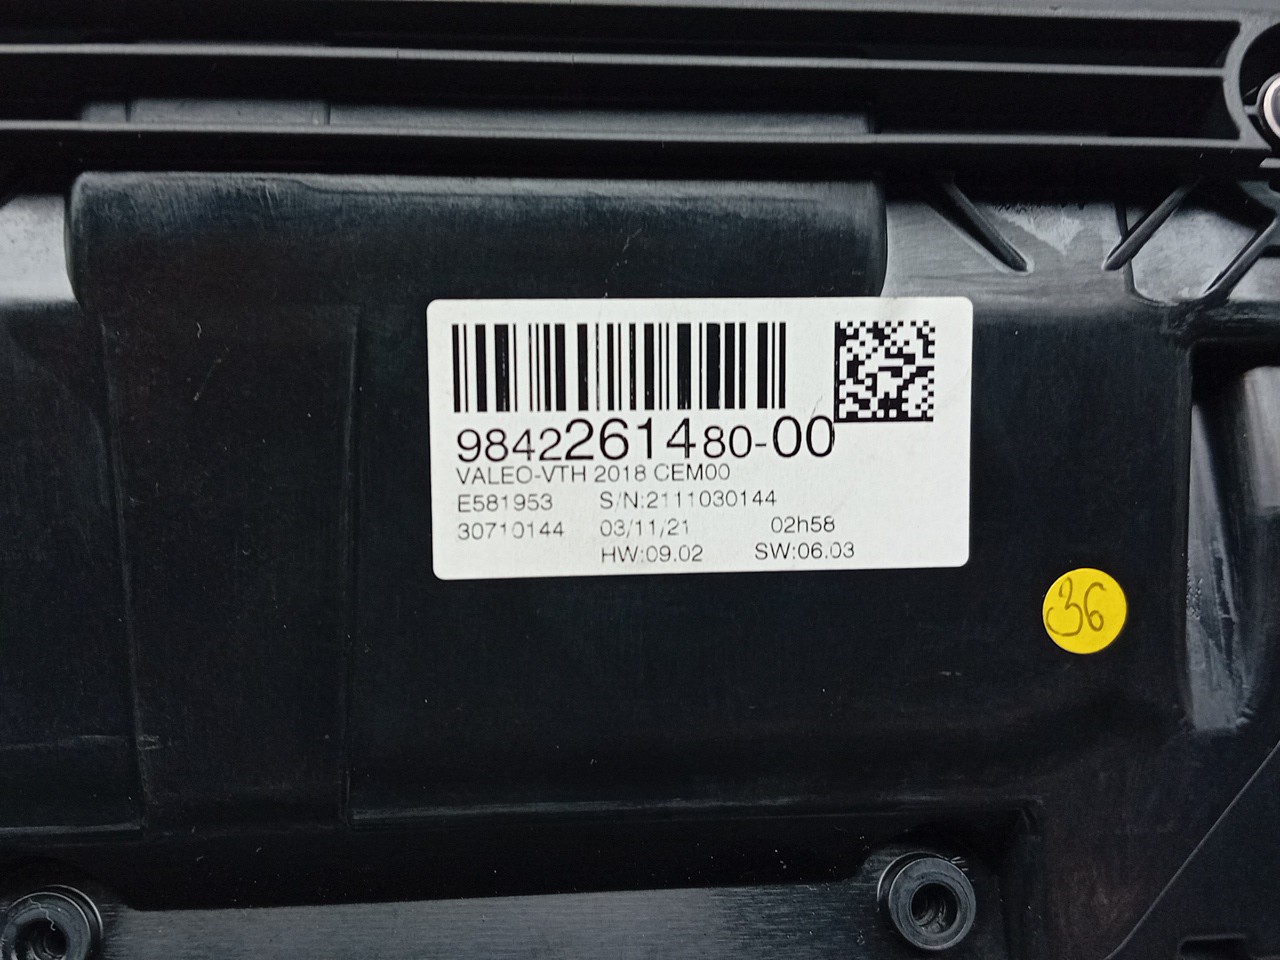 9842261480-00
VALEO-VTH 2018 CEM00
E581953 S/N:2111030144
30710144 03/11/21 02h58
HW:09.02 SW:06.03
36